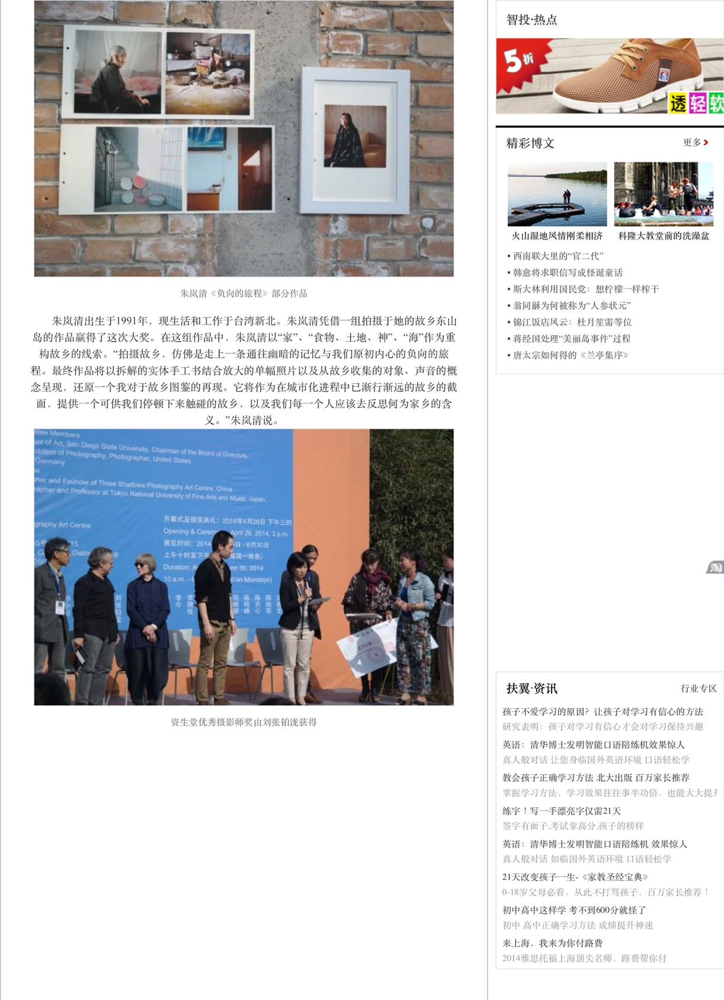 朱岚清《负向的旅程》部分作品
朱岚清出生于1991年，现生活和工作于台湾新北。朱岚清凭借一组拍摄于她的故乡东山
岛的作品赢得了这次大奖。在这组作品中，朱岚清以“家”、“食物、土地、神”、“海”作为重
构故乡的线索。“拍摄故乡，仿佛是走上一条通往幽暗的记忆与我们原初内心的负向的旅
程。最终作品将以拆解的实体手工书结合放大的单幅照片以及从故乡收集的对象、声音的概
念呈现，还原一个我对于故乡图鉴的再现。它将作为在城市化进程中已渐行渐远的故乡的截
面，提供一个可供我们停顿下来触碰的故乡，以及我们每一个人应该去反思何为家乡的含
义。”朱岚清说。
ttee Members
sor of Art, San Diego State University, Chairman of the Board of Directors,
hibition of Photography, Photographer, United States
Germany
na
pher and Founder of Three Shadows Photography Art Centre, China
rapher and Professor at Tokyo National University of Fine Arts and Music, Japan.
graphy Art Centre
开幕式及颁奖典礼：2014年4月26日 下午三时
Opening & Cerem April 26, 2014, 3 p.m.
展览时间：2014 日 - 6月30日
上午十时至下午 每周一休息）
Duration: A ne 30, 2014
10 a.m. - 6 d on Mondays)
资生堂优秀摄影师奖由刘张铂泷获得
智投·热点
5折
透轻软
精彩博文
更多
火山湿地风情刚柔相济
科隆大教堂前的洗澡盆
西南联大里的“官二代”
韩愈将求职信写成怪诞童话
斯大林利用国民党：想柠檬一样榨干
翁同龢为何被称为“人参状元”
锦江饭店风云：杜月笙需等位
蒋经国处理“美丽岛事件”过程
唐太宗如何得的《兰亭集序》
淘
扶翼·资讯
行业专区
孩子不爱学习的原因？让孩子对学习有信心的方法
研究表明：孩子对学习有信心才会对学习保持兴趣
英语：清华博士发明智能口语陪练机效果惊人
真人般对话 让您身临国外英语环境 口语轻松学
教会孩子正确学习方法 北大出版 百万家长推荐
掌握学习方法，学习效果往往事半功倍，也能大大提升
练字！写一手漂亮字仅需21天
签字有面子,考试拿高分,孩子的榜样
英语：清华博士发明智能口语陪练机 效果惊人
真人般对话 如临国外英语环境 口语轻松学
21天改变孩子一生-《家教圣经宝典》
0-18岁父母必看，从此不打骂孩子，百万家长推荐！
初中高中这样学 考不到600分就怪了
初中 高中正确学习方法 成绩提升神速
来上海，我来为你付路费
2014雅思托福上海顶尖名师，路费帮你付